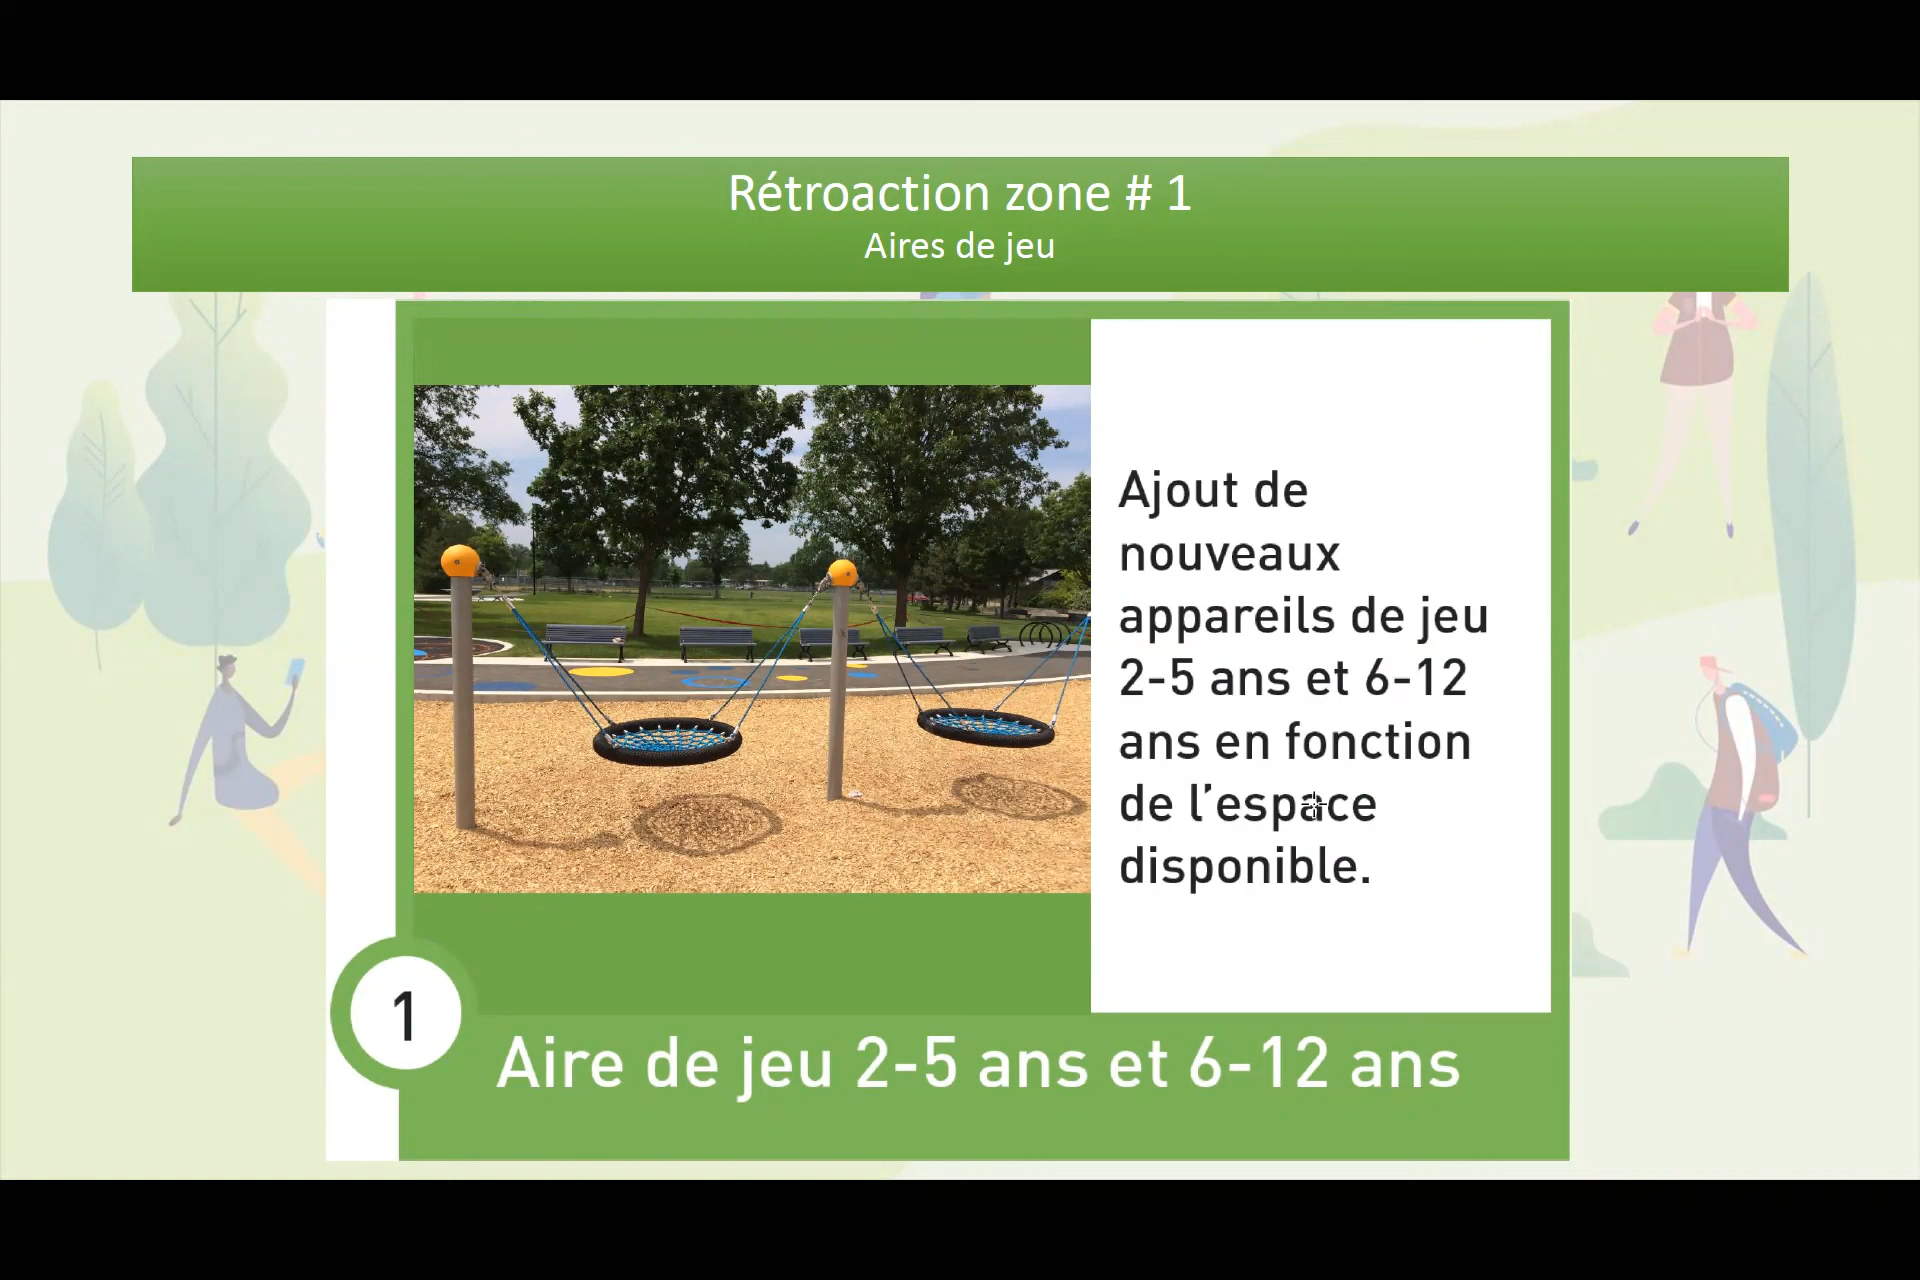 Rétroaction zone # 1
Aires de jeu
Ajout de
nouveaux
appareils de jeu
2-5 ans et 6-12
ans en fonction
de l’espace
disponible.
1
Aire de jeu 2-5 ans et 6-12 ans